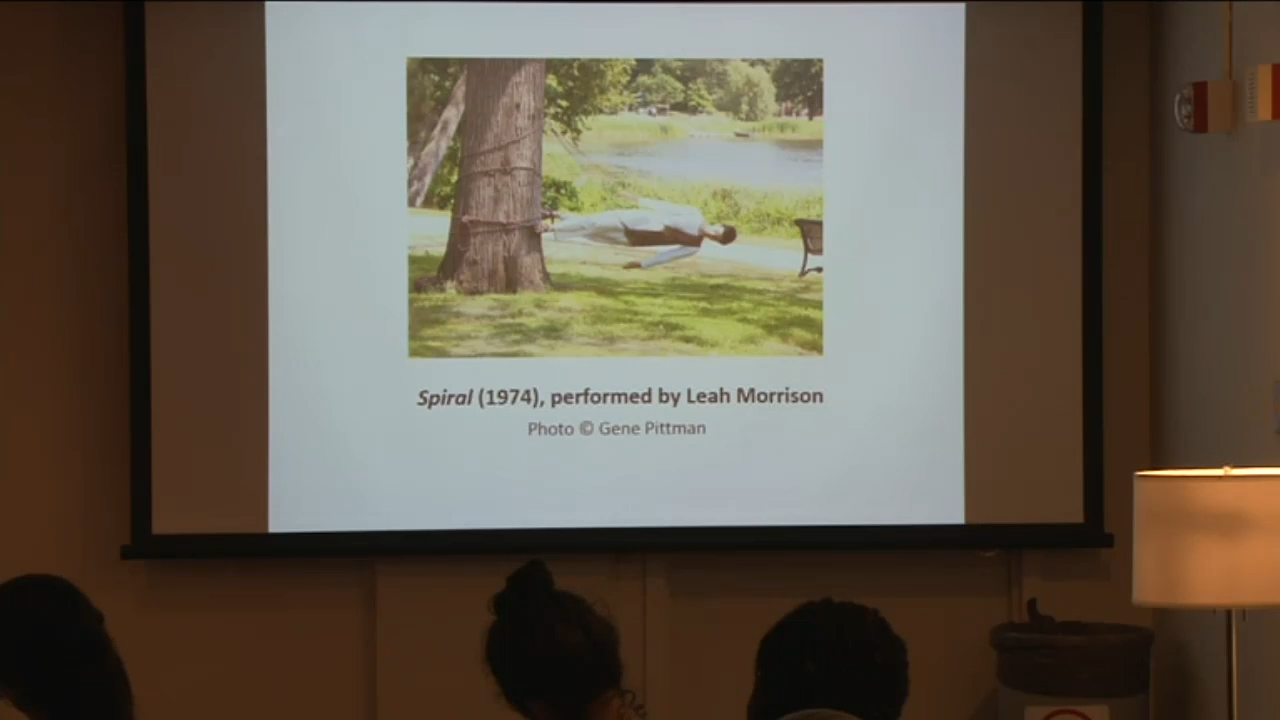 Spiral (1974), performed by Leah Morrison
Photo © Gene Pittman